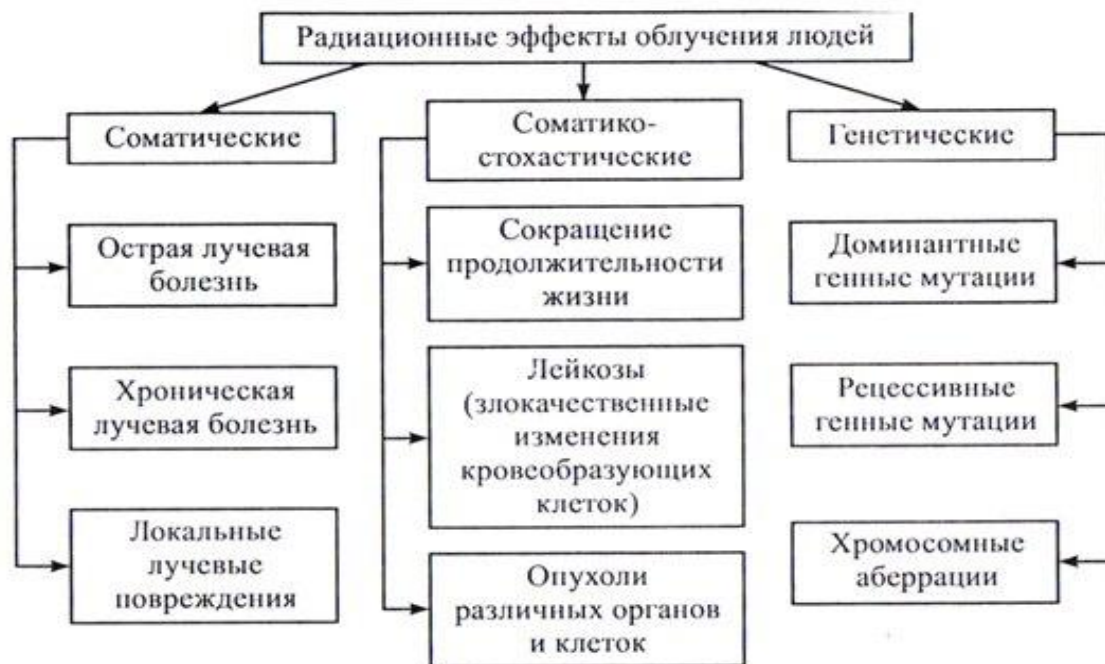 Радиационные эффекты облучения людей
Соматические
Острая лучевая
болезнь
Хроническая
лучевая болезнь
Локальные
лучевые
повреждения
Соматико-
стохастические
Сокращение
продолжительности
жизни
Лейкозы
(злокачественные
изменения
кровеобразующих
клеток)
Опухоли
различных органов
и клеток
Генетические
Доминантные
генные мутации
Рецессивные
генные мутации
Хромосомные
аберрации